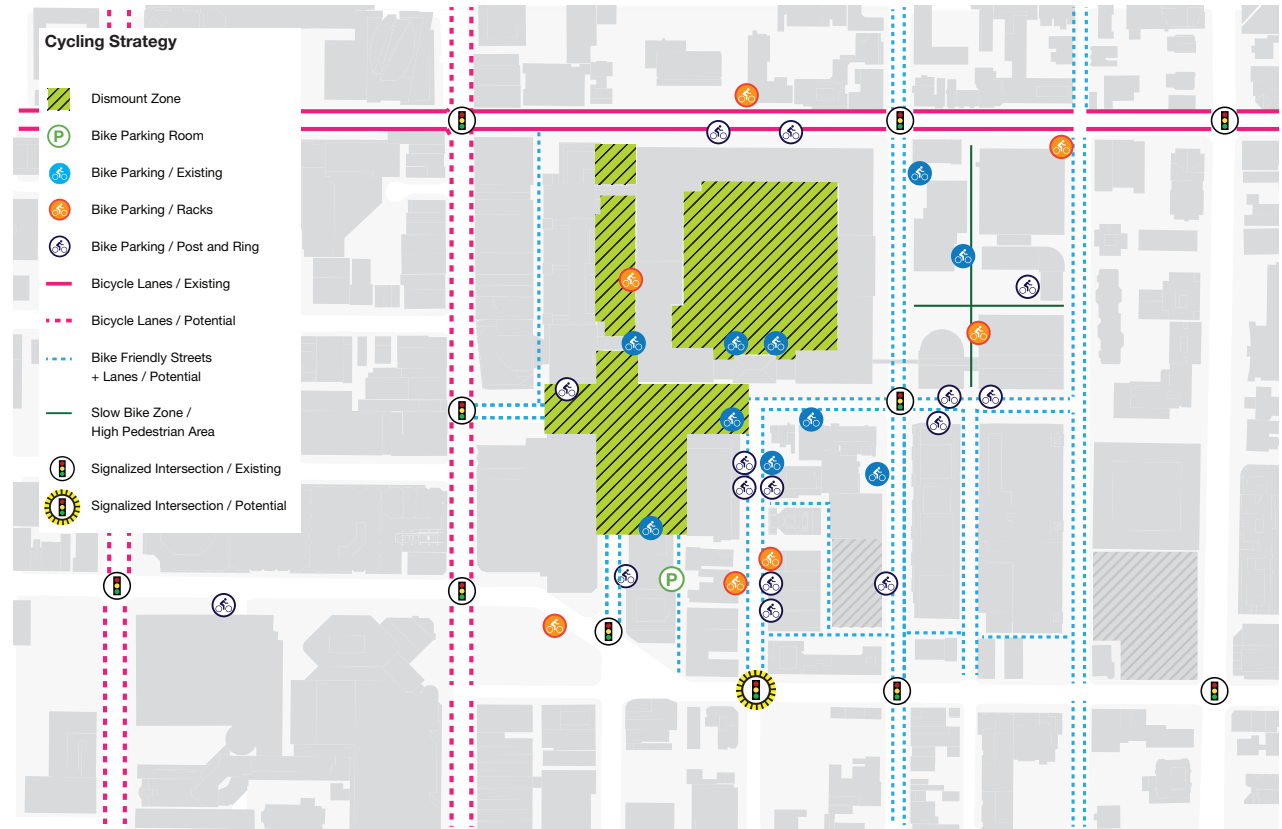 Cycling Strategy
Dismount Zone
P
Bike Parking Room
Bike Parking / Existing
Bike Parking / Racks
Bike Parking / Post and Ring
Bicycle Lanes / Existing
Bicycle Lanes / Potential
Bike Friendly Streets
+ Lanes / Potential
Slow Bike Zone /
High Pedestrian Area
Signalized Intersection / Existing
Signalized Intersection / Potential
P